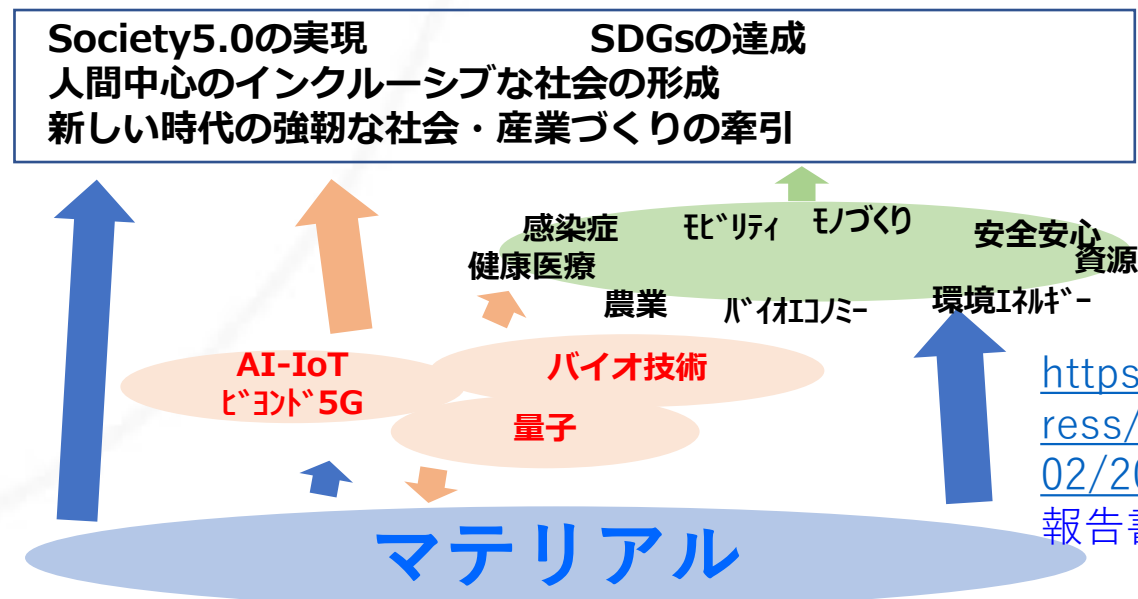 Society5.0の実現 SDGsの達成
人間中心のインクルーシブな社会の形成
新しい時代の強靭な社会・産業づくりの牽引
感染症 ﾓﾋﾞﾘﾃｨ ﾓﾉづくり 安全安心
健康医療 資源
農業 ﾊﾞｲｵｴｺﾉﾐｰ 環境ｴﾈﾙｷﾞｰ
AI-IoT
ﾋﾞﾖﾝﾄﾞ5G
バイオ技術
量子
マテリアル
https
ress/
02/20
報告書